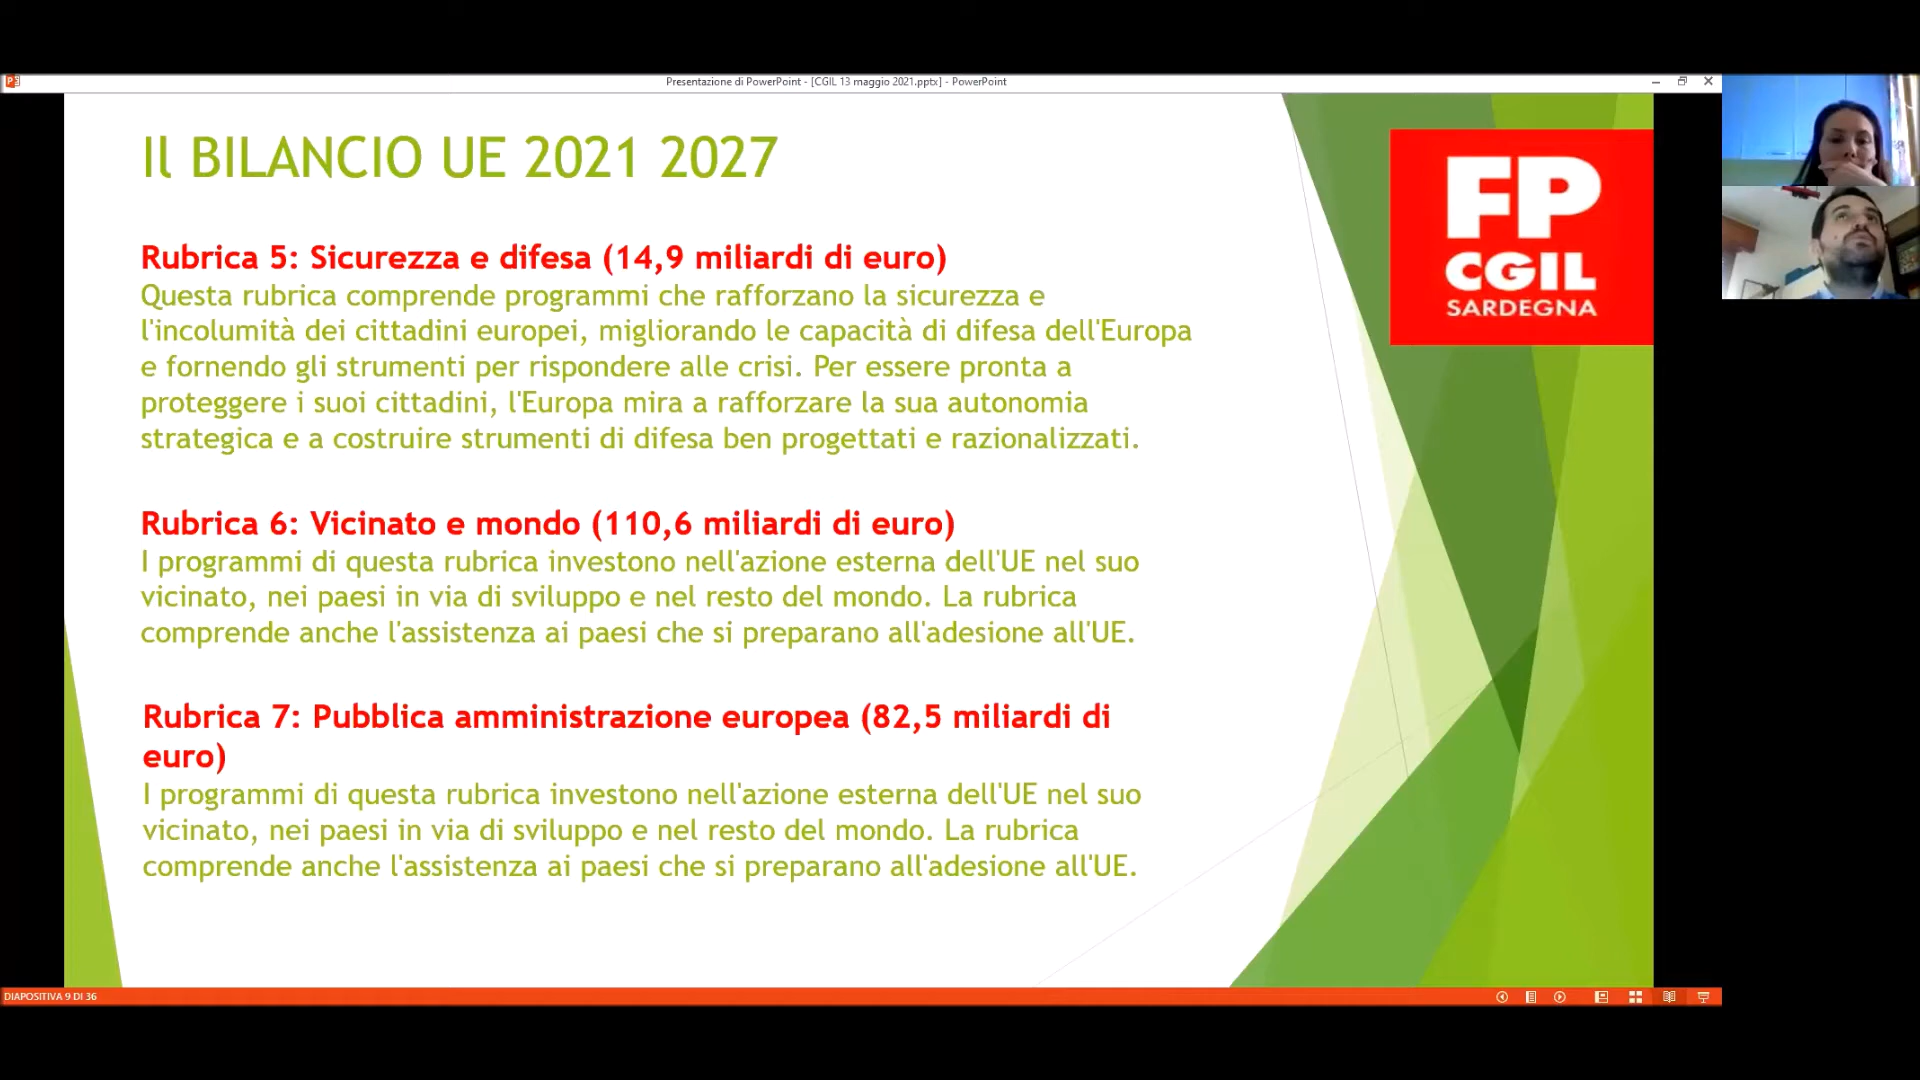 Presentazione di PowerPoint - [CGIL 13 maggio 2021.pptx] - PowerPoint
Il BILANCIO UE 2021 2027
FP
CGIL
SARDEGNA
Rubrica 5: Sicurezza e difesa (14,9 miliardi di euro)
Questa rubrica comprende programmi che rafforzano la sicurezza e
l'incolumità dei cittadini europei, migliorando le capacità di difesa dell'Europa
e fornendo gli strumenti per rispondere alle crisi. Per essere pronta a
proteggere i suoi cittadini, l'Europa mira a rafforzare la sua autonomia
strategica e a costruire strumenti di difesa ben progettati e razionalizzati.
Rubrica 6: Vicinato e mondo (110,6 miliardi di euro)
I programmi di questa rubrica investono nell'azione esterna dell'UE nel suo
vicinato, nei paesi in via di sviluppo e nel resto del mondo. La rubrica
comprende anche l'assistenza ai paesi che si preparano all'adesione all'UE.
Rubrica 7: Pubblica amministrazione europea (82,5 miliardi di
euro)
I programmi di questa rubrica investono nell'azione esterna dell'UE nel suo
vicinato, nei paesi in via di sviluppo e nel resto del mondo. La rubrica
comprende anche l'assistenza ai paesi che si preparano all'adesione all'UE.
DIAPOSITIVA 9 DI 36